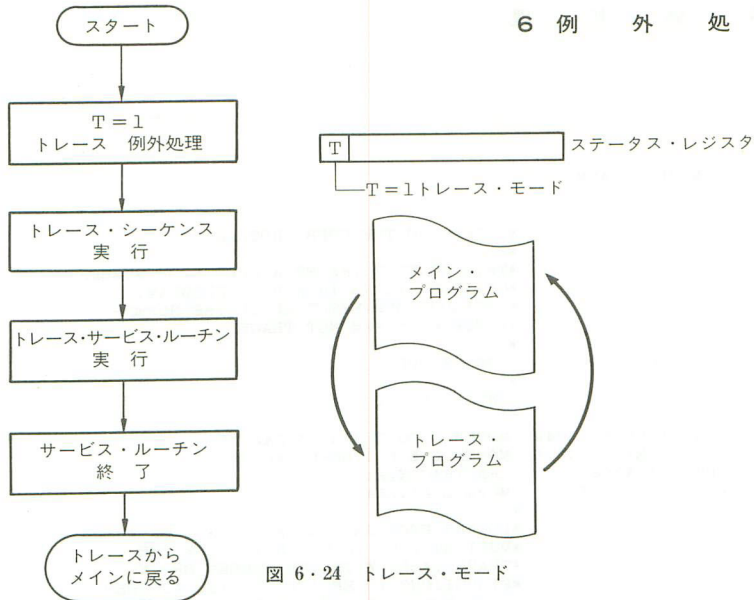 6 例 外 処
スタート
T = 1
トレース 例外処理
トレース・シーケンス
実 行
トレース・サービス・ルーチン
実 行
サービス・ルーチン
終 了
トレースから
メインに戻る
T
ステータス・レジスタ
T = 1トレース・モード
メイン・
プログラム
トレース・
プログラム
図 6・24 トレース・モード